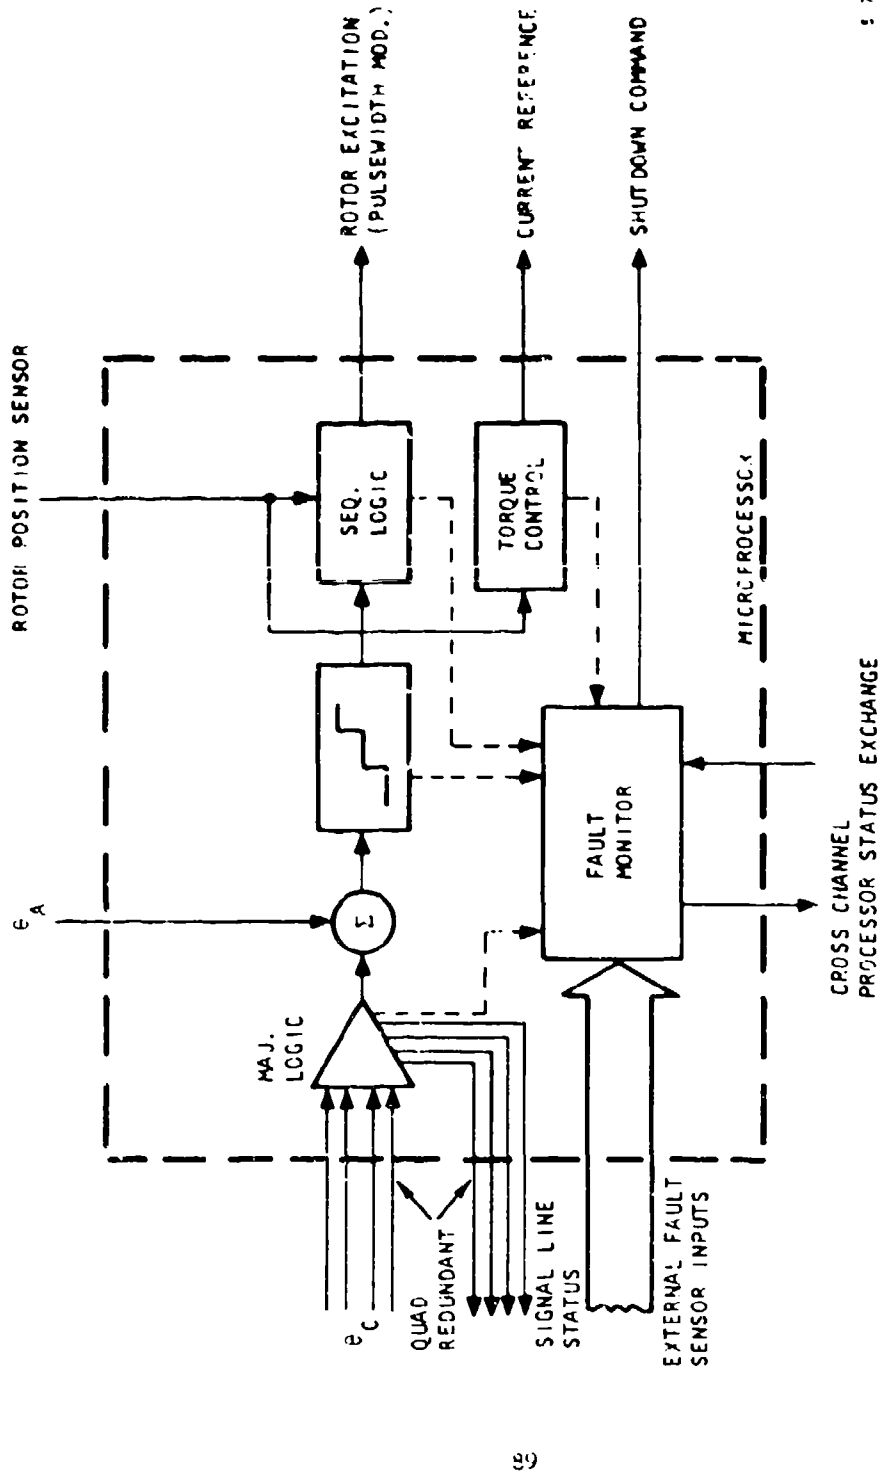 ROTOR POSITION SENSOR
θ A
MAJ.
LOGIC
Σ
SEQ.
LOGIC
ROTOR EXCITATION
(PULSEWIDTH MOD.)
θ C
QUAD
REDUNDANT
SIGNAL LINE
STATUS
TORQUE
CONTROL
CURRENT REFERENCE
FAULT
MONITOR
SHUTDOWN COMMAND
EXTERNAL FAULT
SENSOR INPUTS
MICROPROCESSOR
CROSS CHANNEL
PROCESSOR STATUS EXCHANGE
89